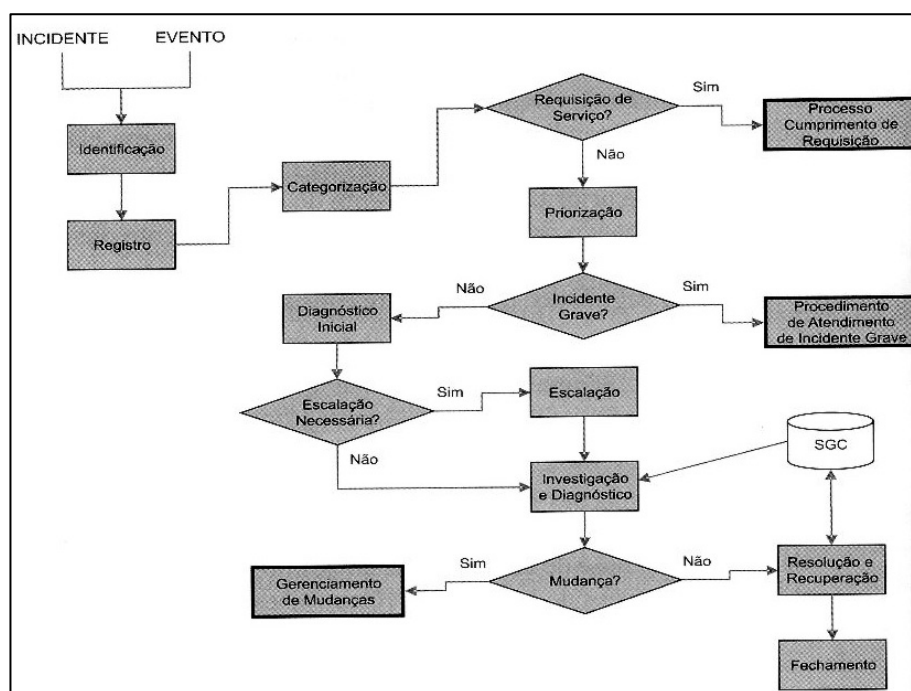 INCIDENTE
EVENTO
Identificação
Registro
Categorização
Requisição de
Serviço?
Sim
Processo
Cumprimento de
Requisição
Não
Priorização
Incidente
Grave?
Sim
Procedimento
de Atendimento
de Incidente Grave
Não
Diagnóstico
Inicial
Escalação
Necessária?
Sim
Escalação
Não
Investigação
e Diagnóstico
SGC
Mudança?
Sim
Gerenciamento
de Mudanças
Não
Resolução e
Recuperação
Fechamento